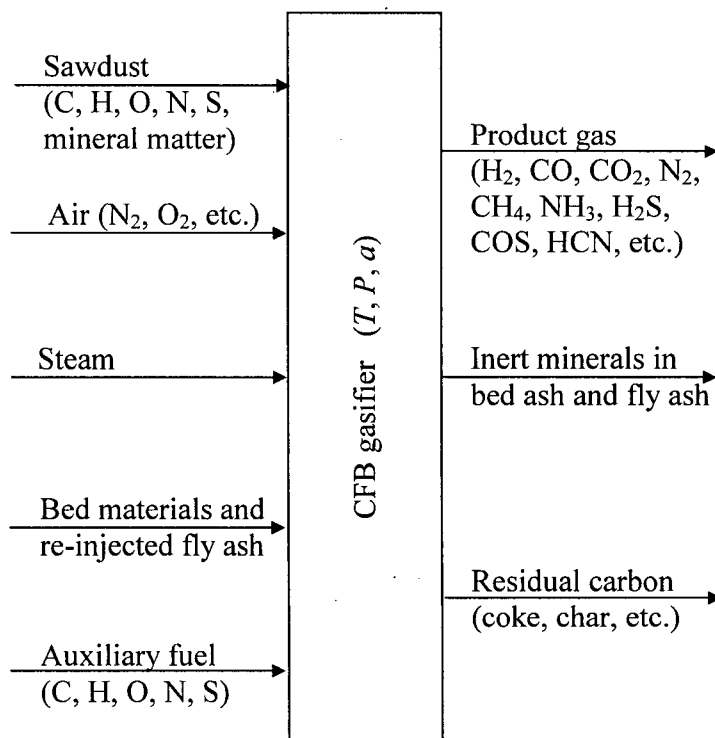 Sawdust
(C, H, O, N, S,
mineral matter)
Air (N₂, O₂, etc.)
Steam
Bed materials and
re-injected fly ash
Auxiliary fuel
(C, H, O, N, S)
CFB gasifier (T, P, a)
Product gas
(H₂, CO, CO₂, N₂,
CH₄, NH₃, H₂S,
COS, HCN, etc.)
Inert minerals in
bed ash and fly ash
Residual carbon
(coke, char, etc.)